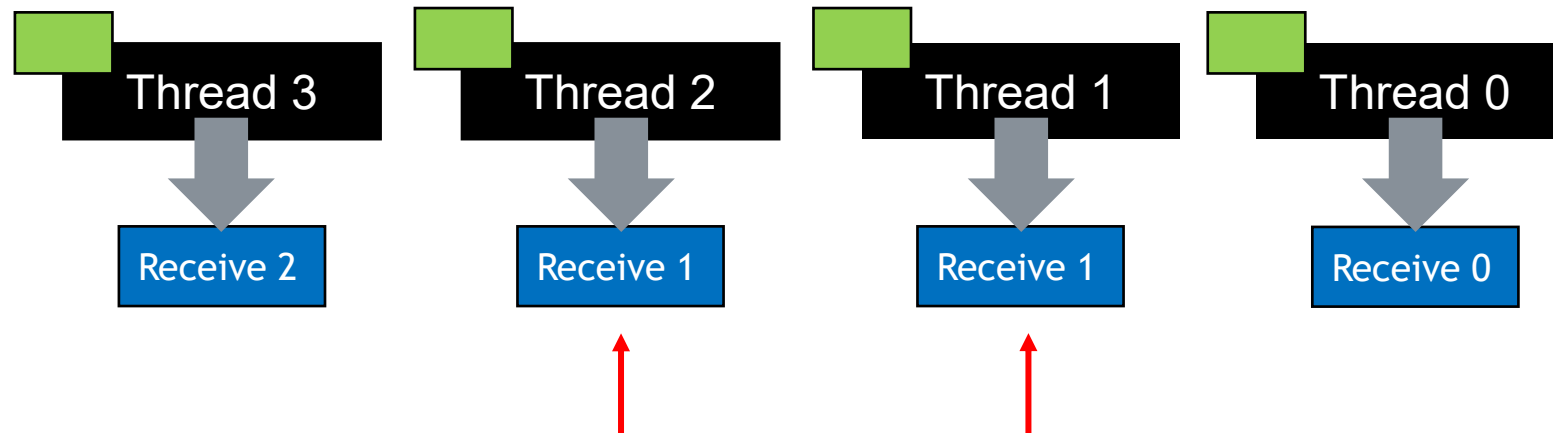 Thread 3
Thread 2
Thread 1
Thread 0
Receive 2
Receive 1
Receive 1
Receive 0